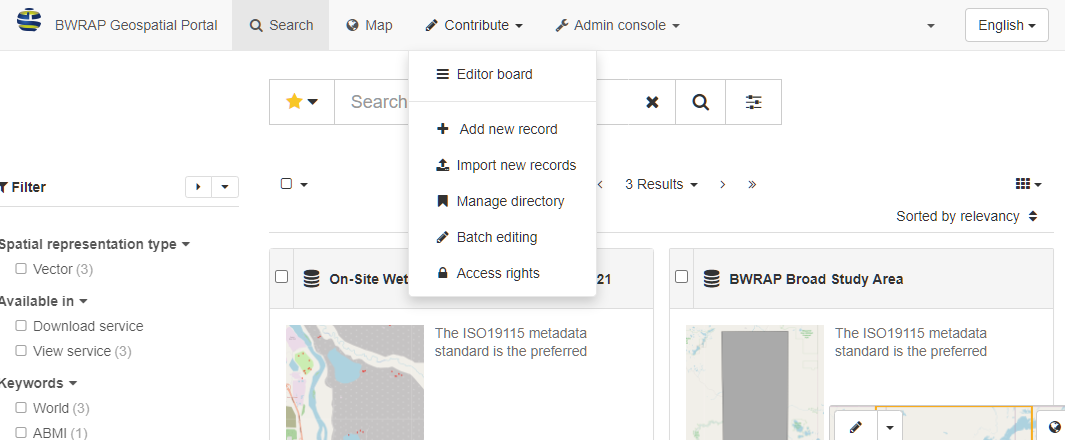 BWRAP Geospatial Portal
Search
Map
Contribute
Admin console
English
Editor board
Add new record
Import new records
Manage directory
Batch editing
Access rights
Search
Filter
3 Results
Sorted by relevancy
Spatial representation type
Vector (3)
Available in
Download service
View service (3)
Keywords
World (3)
ABMI (1)
On-Site Wet 21
The ISO19115 metadata
standard is the preferred
BWRAP Broad Study Area
The ISO19115 metadata
standard is the preferred